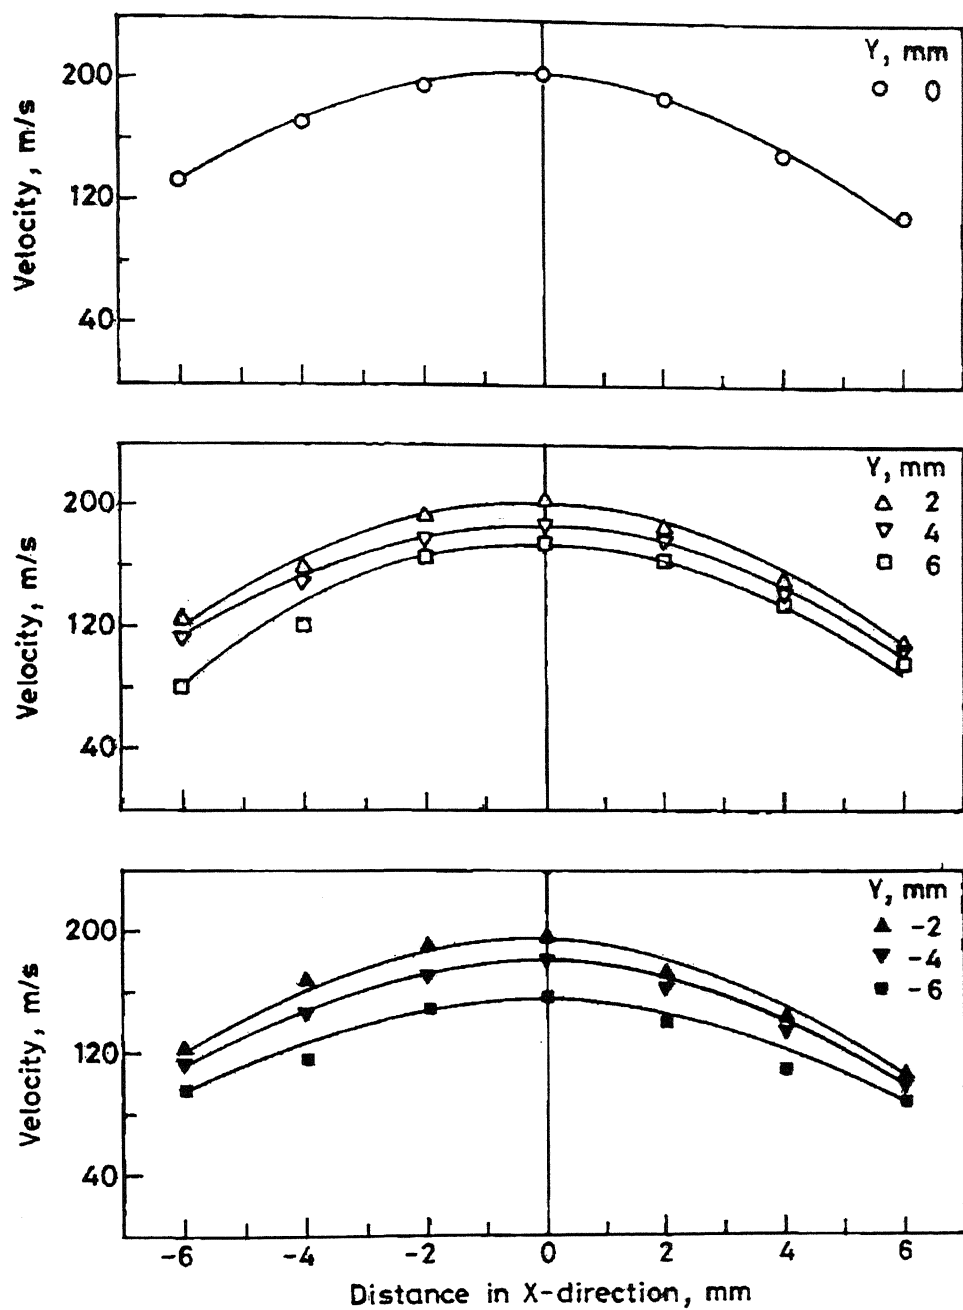 Y, mm
○ 0
200
120
40
Velocity, m/s
Y, mm
△ 2
▽ 4
□ 6
200
120
40
Velocity, m/s
Y, mm
▲ -2
▼ -4
■ -6
200
120
40
Velocity, m/s
-6 -4 -2 0 2 4 6
Distance in X-direction, mm